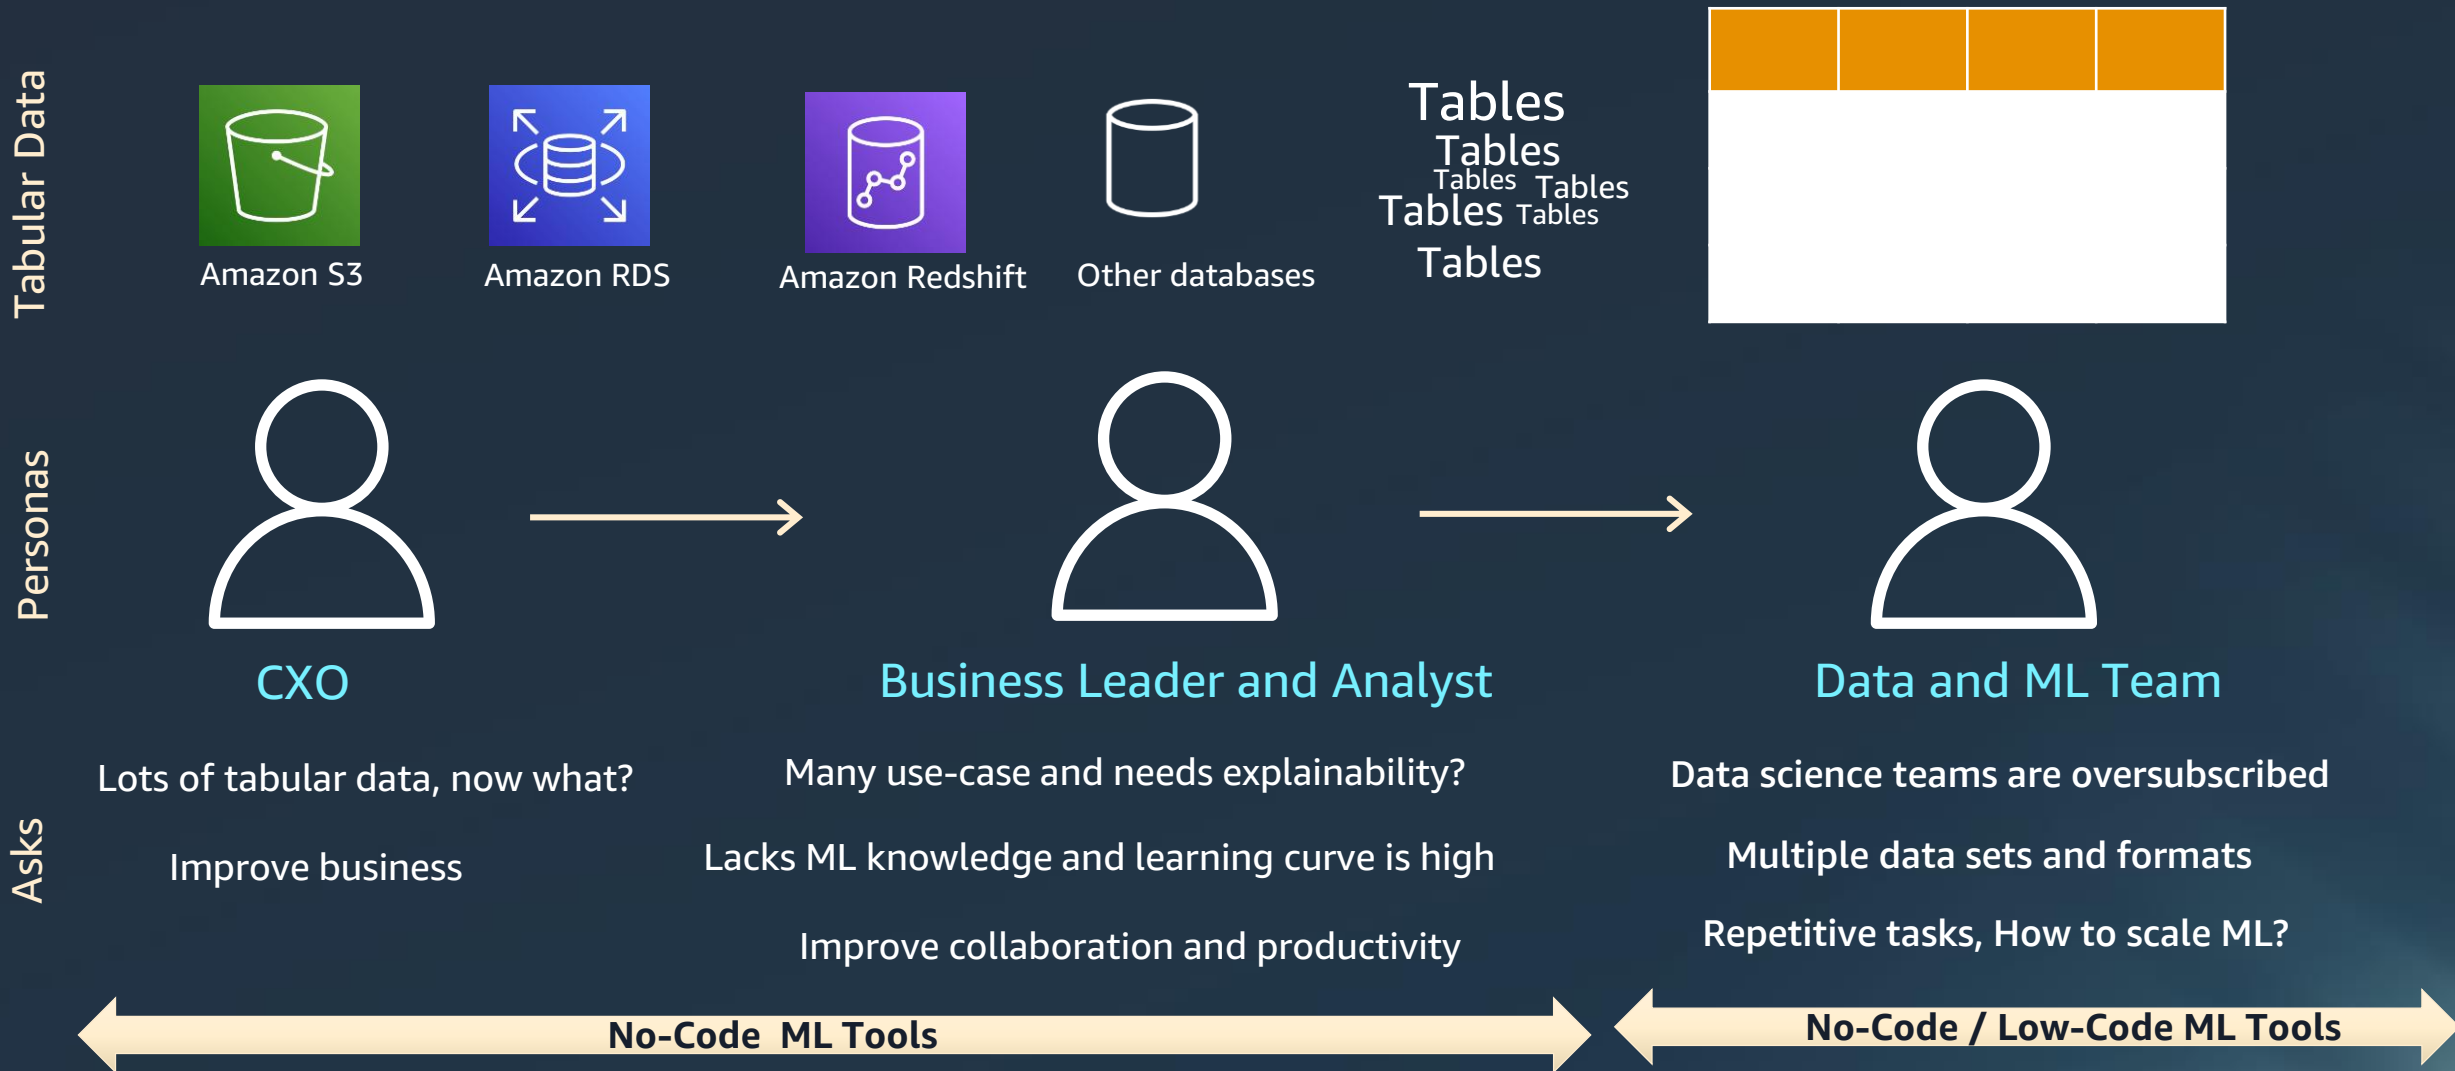 Tabular Data
Amazon S3
Amazon RDS
Amazon Redshift
Other databases
Tables
Tables
Tables Tables
Tables Tables
Tables
Personas
CXO
Business Leader and Analyst
Data and ML Team
Asks
Lots of tabular data, now what?
Improve business
Many use-case and needs explainability?
Lacks ML knowledge and learning curve is high
Improve collaboration and productivity
Data science teams are oversubscribed
Multiple data sets and formats
Repetitive tasks, How to scale ML?
No-Code ML Tools
No-Code / Low-Code ML Tools